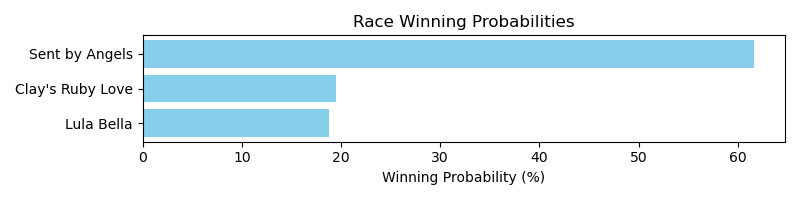 Race Winning Probabilities
Sent by Angels
Clay's Ruby Love
Lula Bella
0 10 20 30 40 50 60
Winning Probability (%)